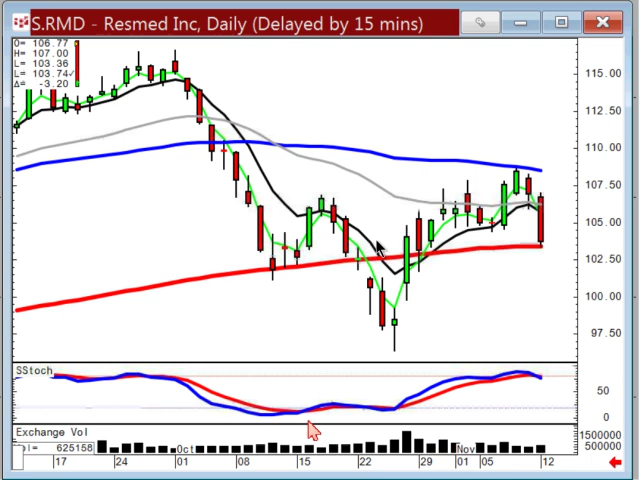 S.RMD - Resmed Inc, Daily (Delayed by 15 mins)
O= 106.77
H= 107.00
L= 103.36
L= 103.74
Δ= -3.20
115.00
112.50
110.00
107.50
105.00
102.50
100.00
97.50
SStoch
50
0
Exchange Vol
1500000
500000
625158
Oct
Nov
17
24
01
08
15
22
29
05
12